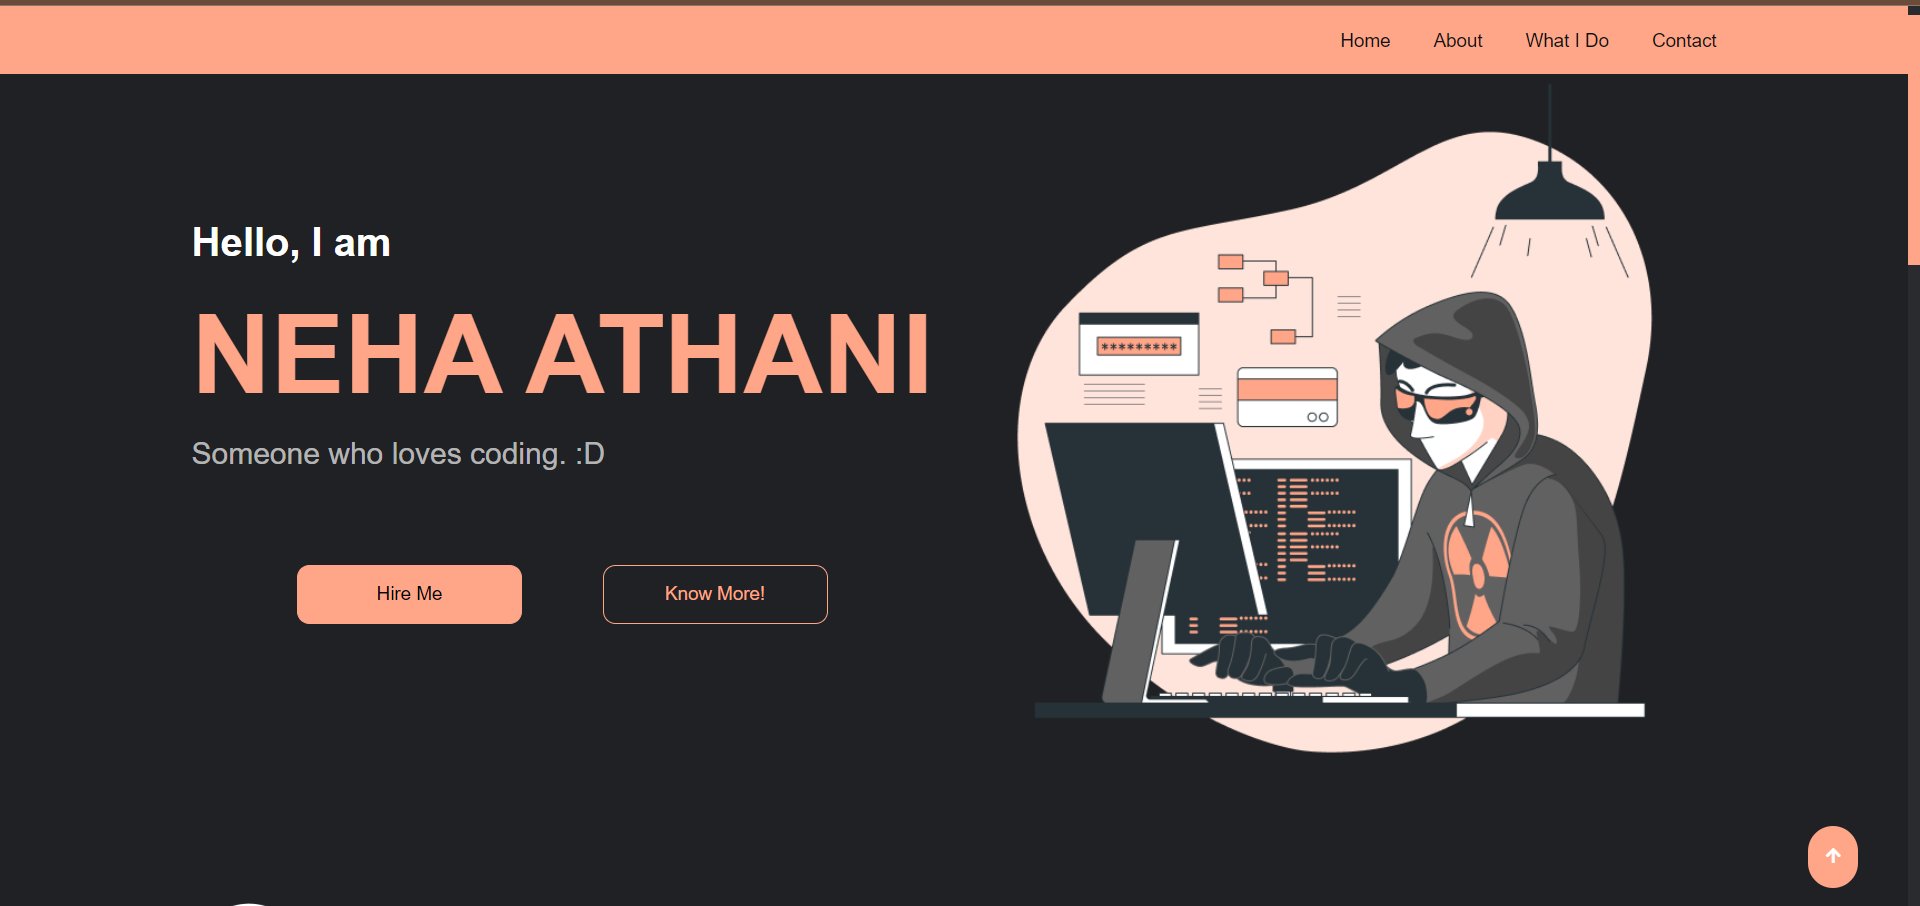 Home About What I Do Contact
Hello, I am
NEHA ATHANI
*********
Someone who loves coding. :D
Hire Me Know More!